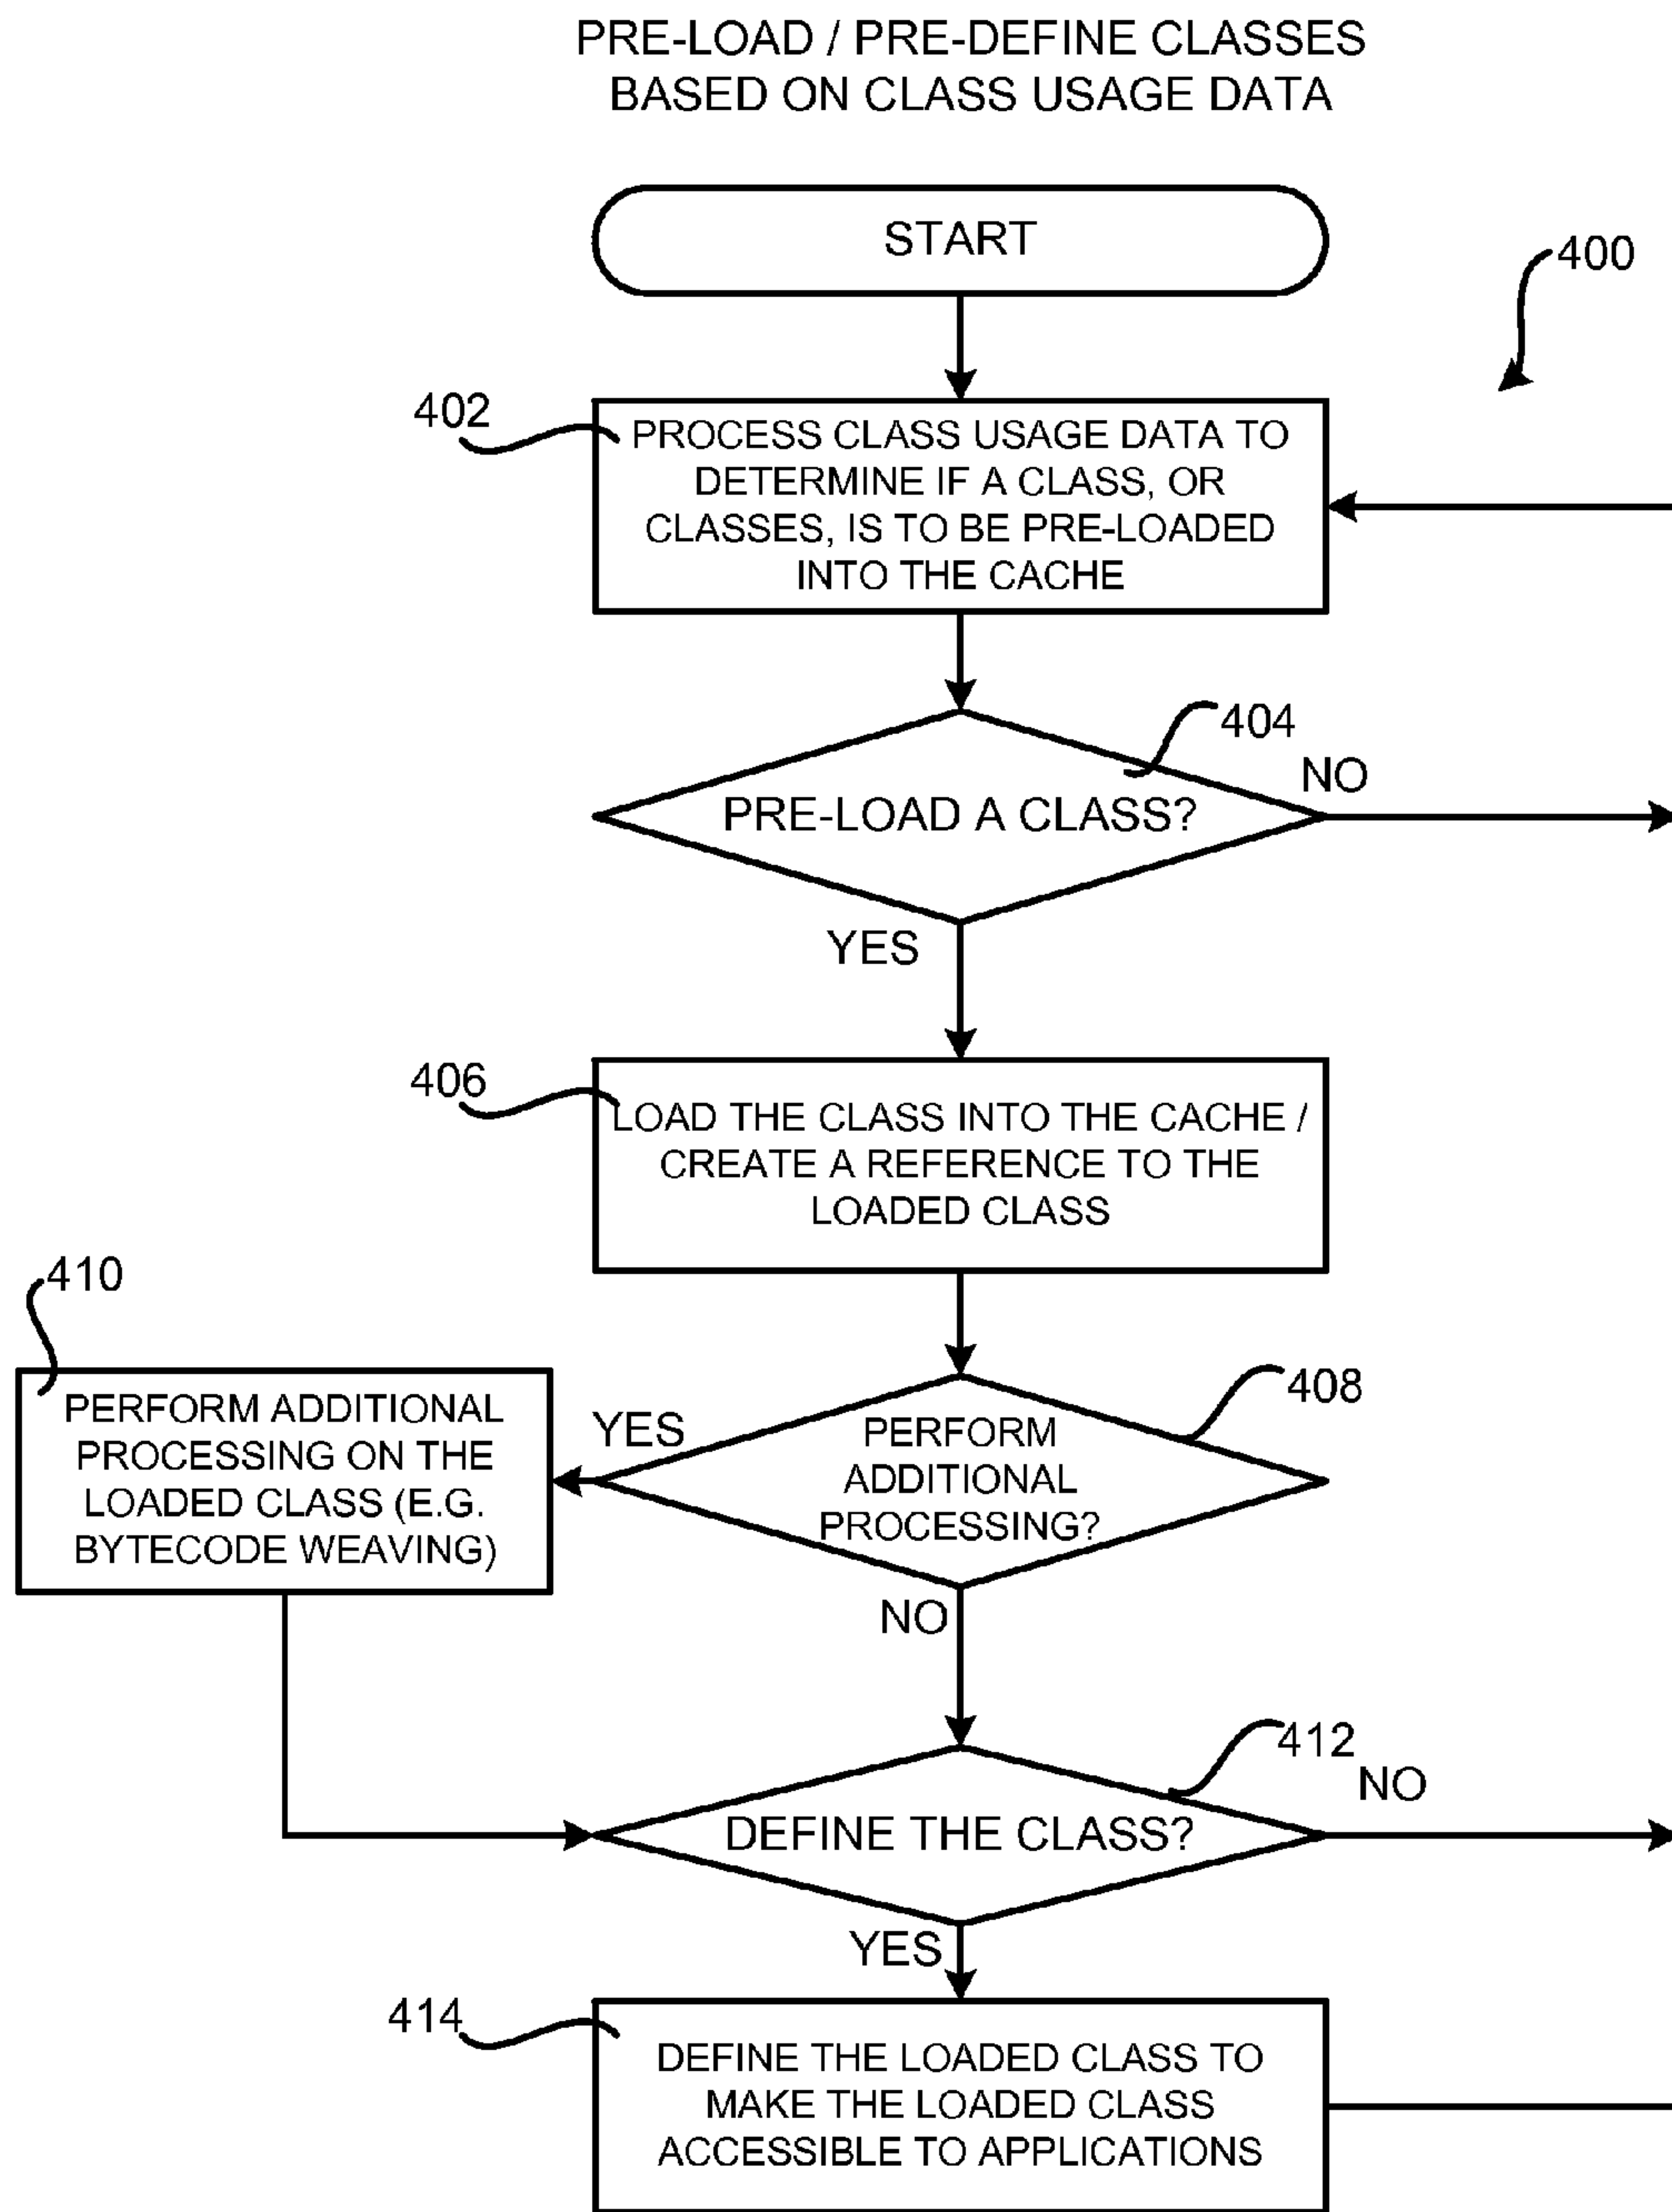 PRE-LOAD / PRE-DEFINE CLASSES
BASED ON CLASS USAGE DATA
START
400
402
PROCESS CLASS USAGE DATA TO
DETERMINE IF A CLASS, OR
CLASSES, IS TO BE PRE-LOADED
INTO THE CACHE
404
NO
PRE-LOAD A CLASS?
YES
406
LOAD THE CLASS INTO THE CACHE /
CREATE A REFERENCE TO THE
LOADED CLASS
410
PERFORM ADDITIONAL
PROCESSING ON THE
LOADED CLASS (E.G.
BYTECODE WEAVING)
YES
408
PERFORM
ADDITIONAL
PROCESSING?
NO
412
NO
DEFINE THE CLASS?
YES
414
DEFINE THE LOADED CLASS TO
MAKE THE LOADED CLASS
ACCESSIBLE TO APPLICATIONS